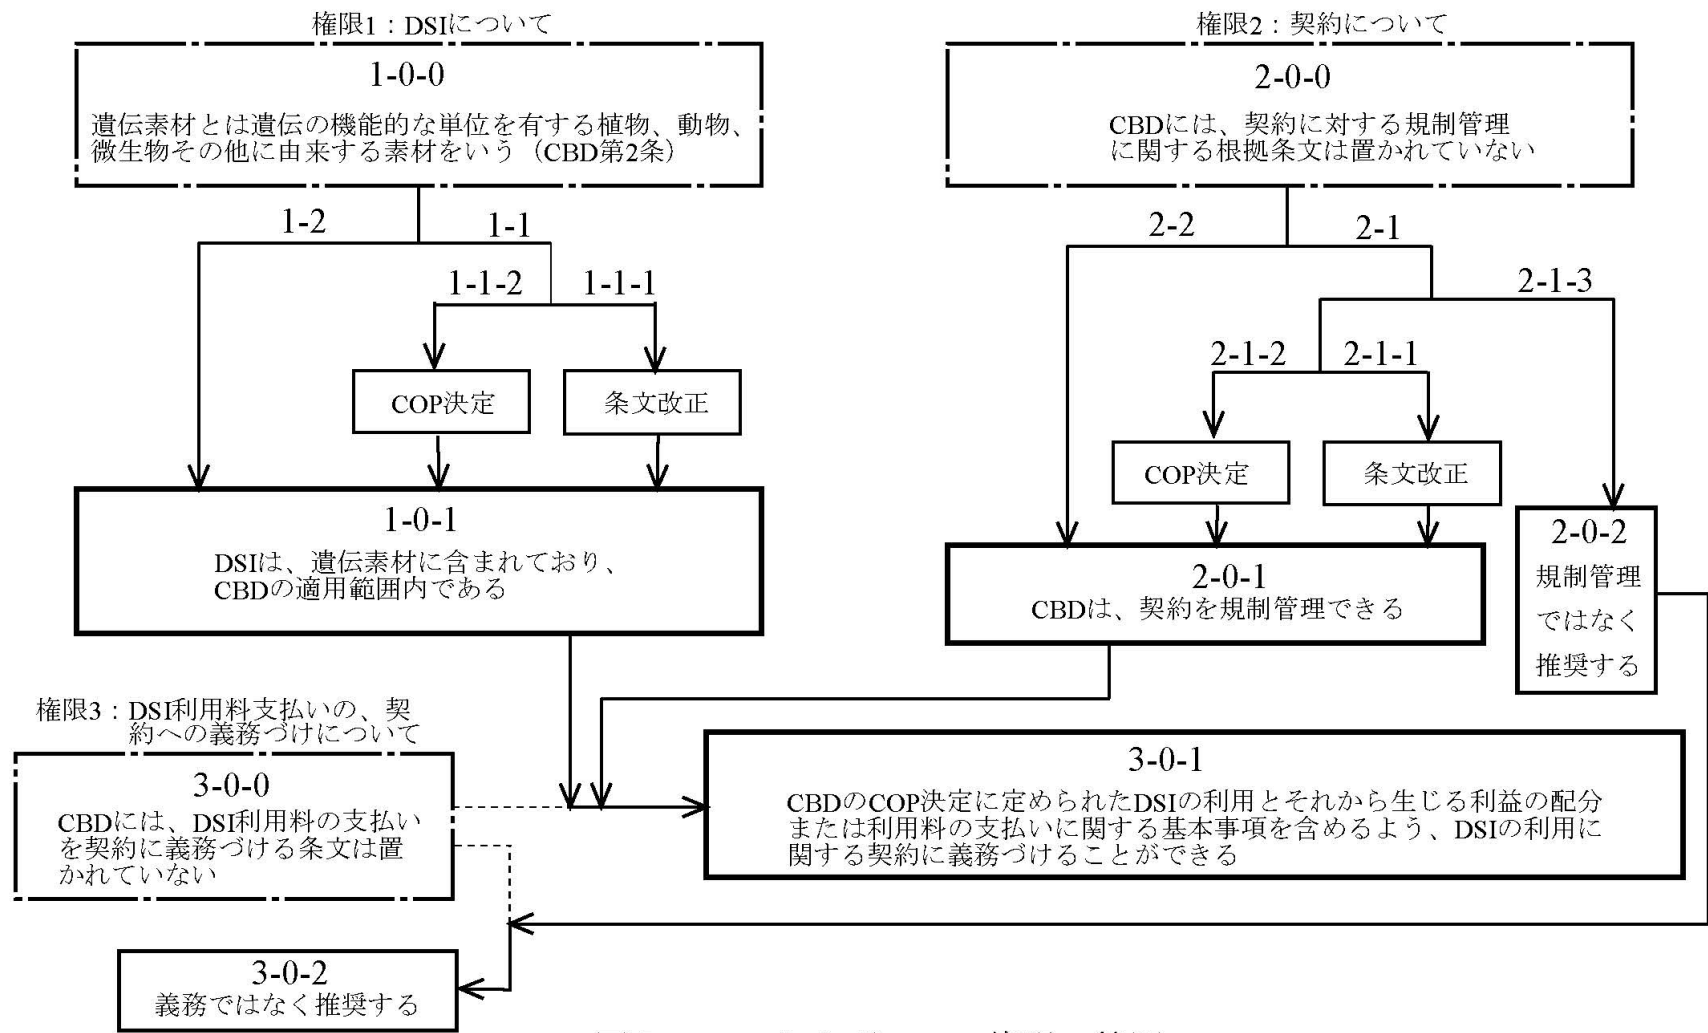 権限1：DSIについて
1-0-0
遺伝素材とは遺伝の機能的な単位を有する植物、動物、
微生物その他に由来する素材をいう（CBD第2条）
1-2
1-1
1-1-2
1-1-1
COP決定
条文改正
1-0-1
DSIは、遺伝素材に含まれており、
CBDの適用範囲内である
権限2：契約について
2-0-0
CBDには、契約に対する規制管理
に関する根拠条文は置かれていない
2-2
2-1
2-1-3
2-1-2
2-1-1
COP決定
条文改正
2-0-1
CBDは、契約を規制管理できる
2-0-2
規制管理
ではなく
推奨する
権限3：DSI利用料支払いの、契
約への義務づけについて
3-0-0
CBDには、DSI利用料の支払い
を契約に義務づける条文は置
かれていない
3-0-1
CBDのCOP決定に定められたDSIの利用とそれから生じる利益の配分
または利用料の支払いに関する基本事項を含めるよう、DSIの利用に
関する契約に義務づけることができる
3-0-2
義務ではなく推奨する